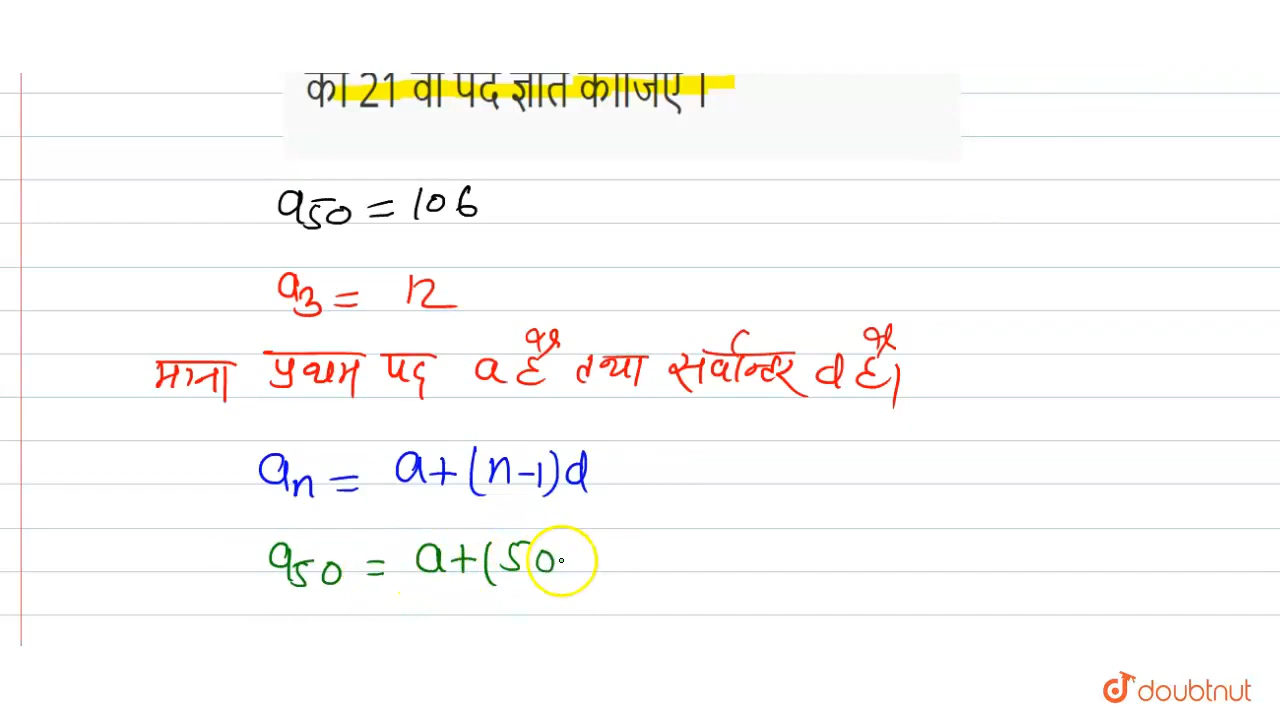 का 21 वा पद ज्ञात कीजिए ।
a₅₀ = 106
a₃ = 12
माना प्रथम पद a है तथा सर्वान्तर d है।
aₙ = a+(n-1)d
a₅₀ = a+(50
doubtnut